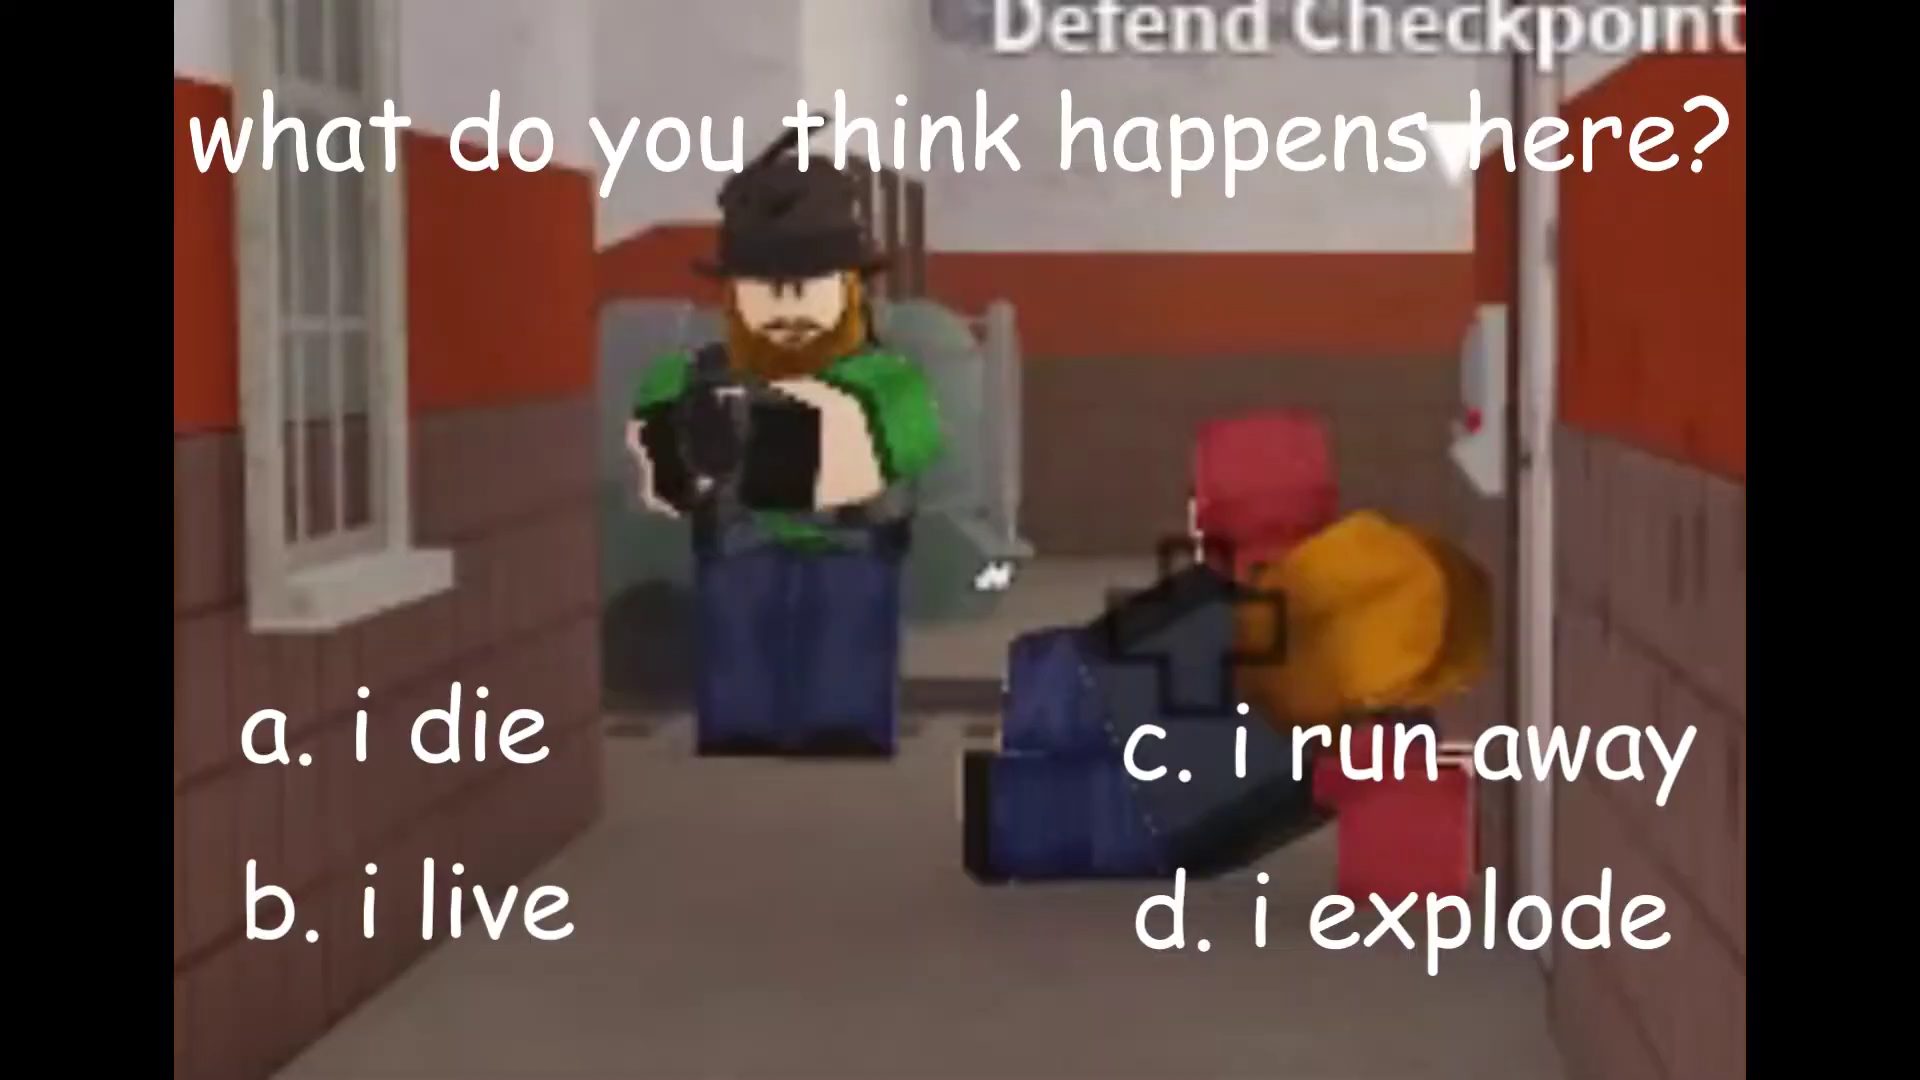 Defend Checkpoint
what do you think happens here?
a. i die
c. i run away
b. i live
d. i explode